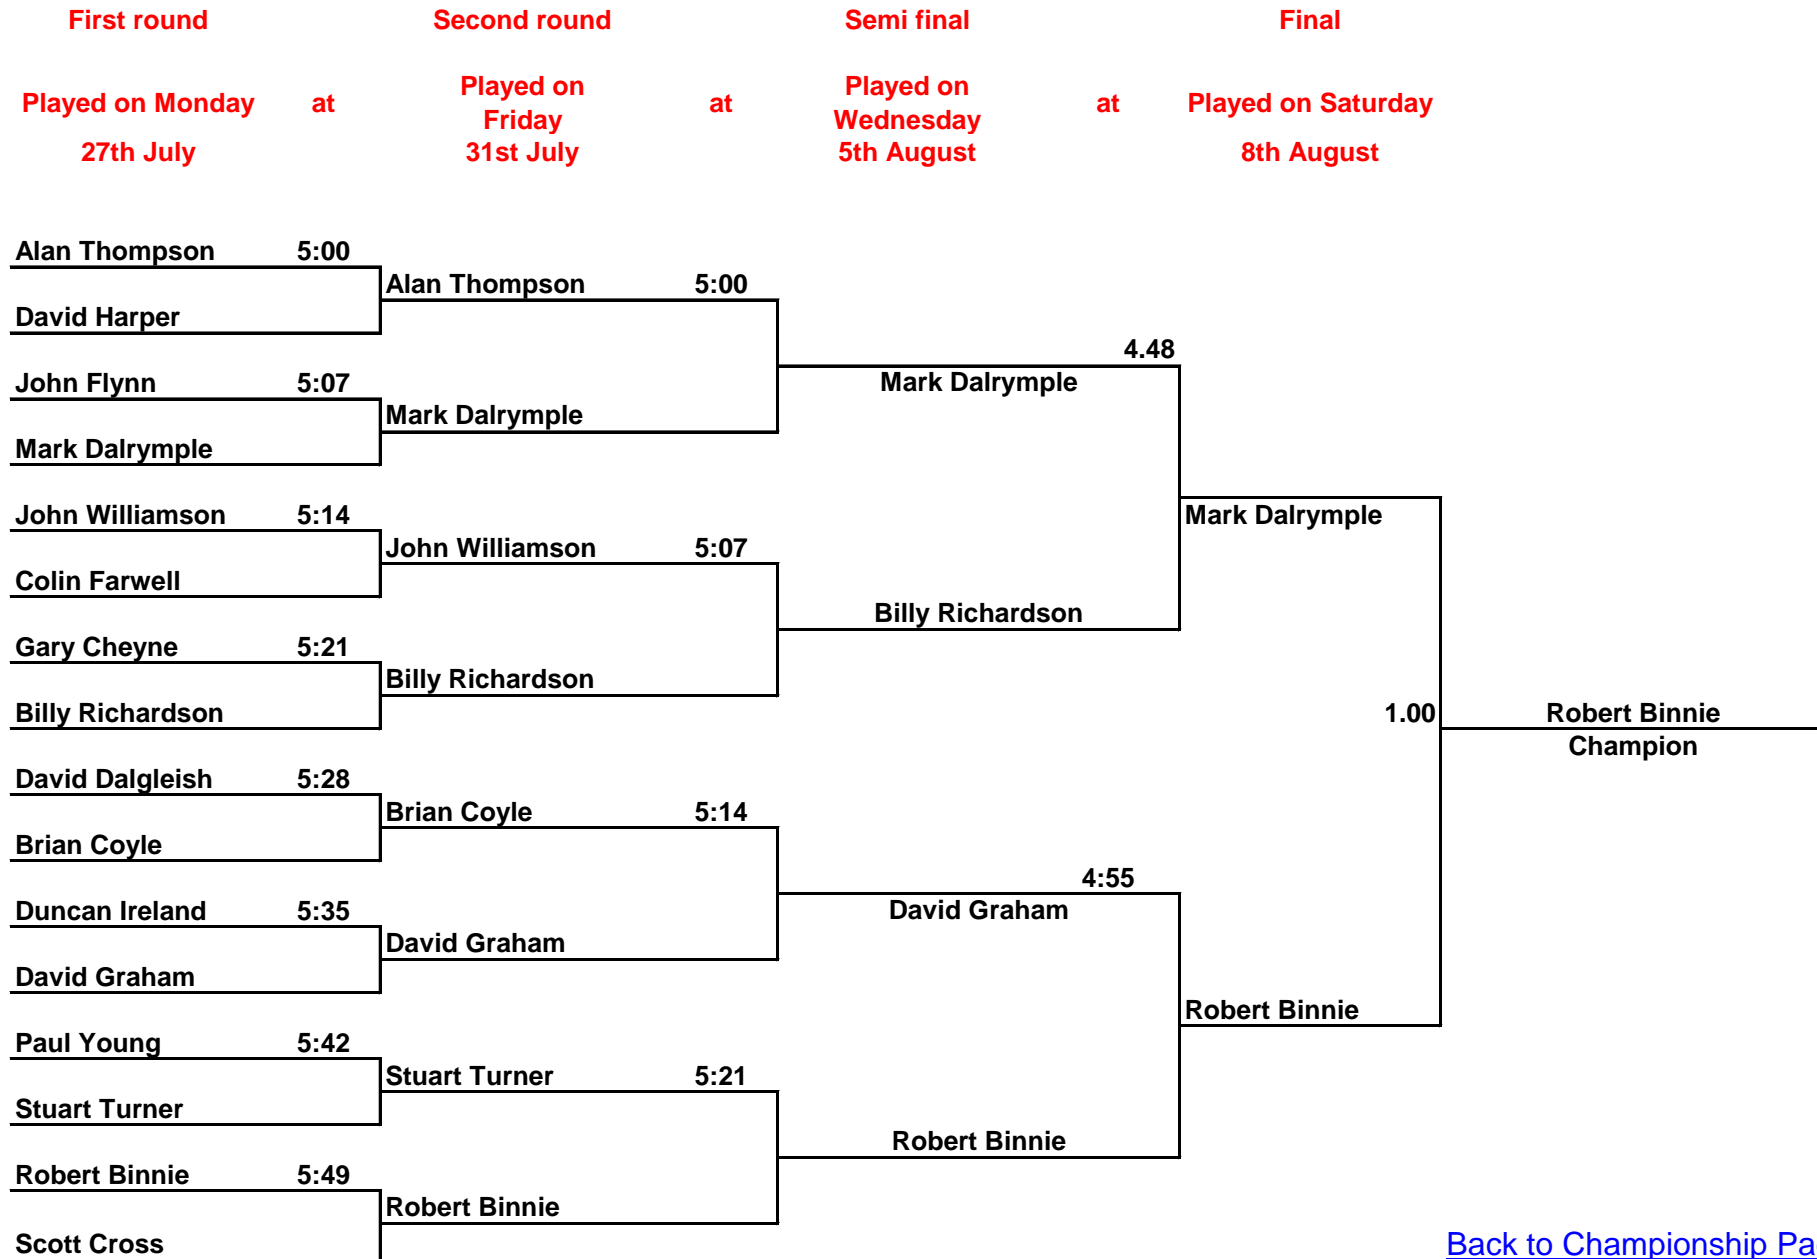 First round
Second round
Semi final
Final
Played on Monday
at
Played on
Friday
at
Played on
Wednesday
at
Played on Saturday
27th July
31st July
5th August
8th August
Alan Thompson 5:00
Alan Thompson 5:00
David Harper
4.48
John Flynn 5:07
Mark Dalrymple
Mark Dalrymple
Mark Dalrymple
John Williamson 5:14
Mark Dalrymple
John Williamson 5:07
Colin Farwell
Billy Richardson
Gary Cheyne 5:21
Billy Richardson
Billy Richardson
1.00
Robert Binnie
Champion
David Dalgleish 5:28
Brian Coyle 5:14
Brian Coyle
4:55
Duncan Ireland 5:35
David Graham
David Graham
David Graham
Robert Binnie
Paul Young 5:42
Stuart Turner 5:21
Stuart Turner
Robert Binnie
Robert Binnie 5:49
Robert Binnie
Scott Cross
Back to Championship Pa